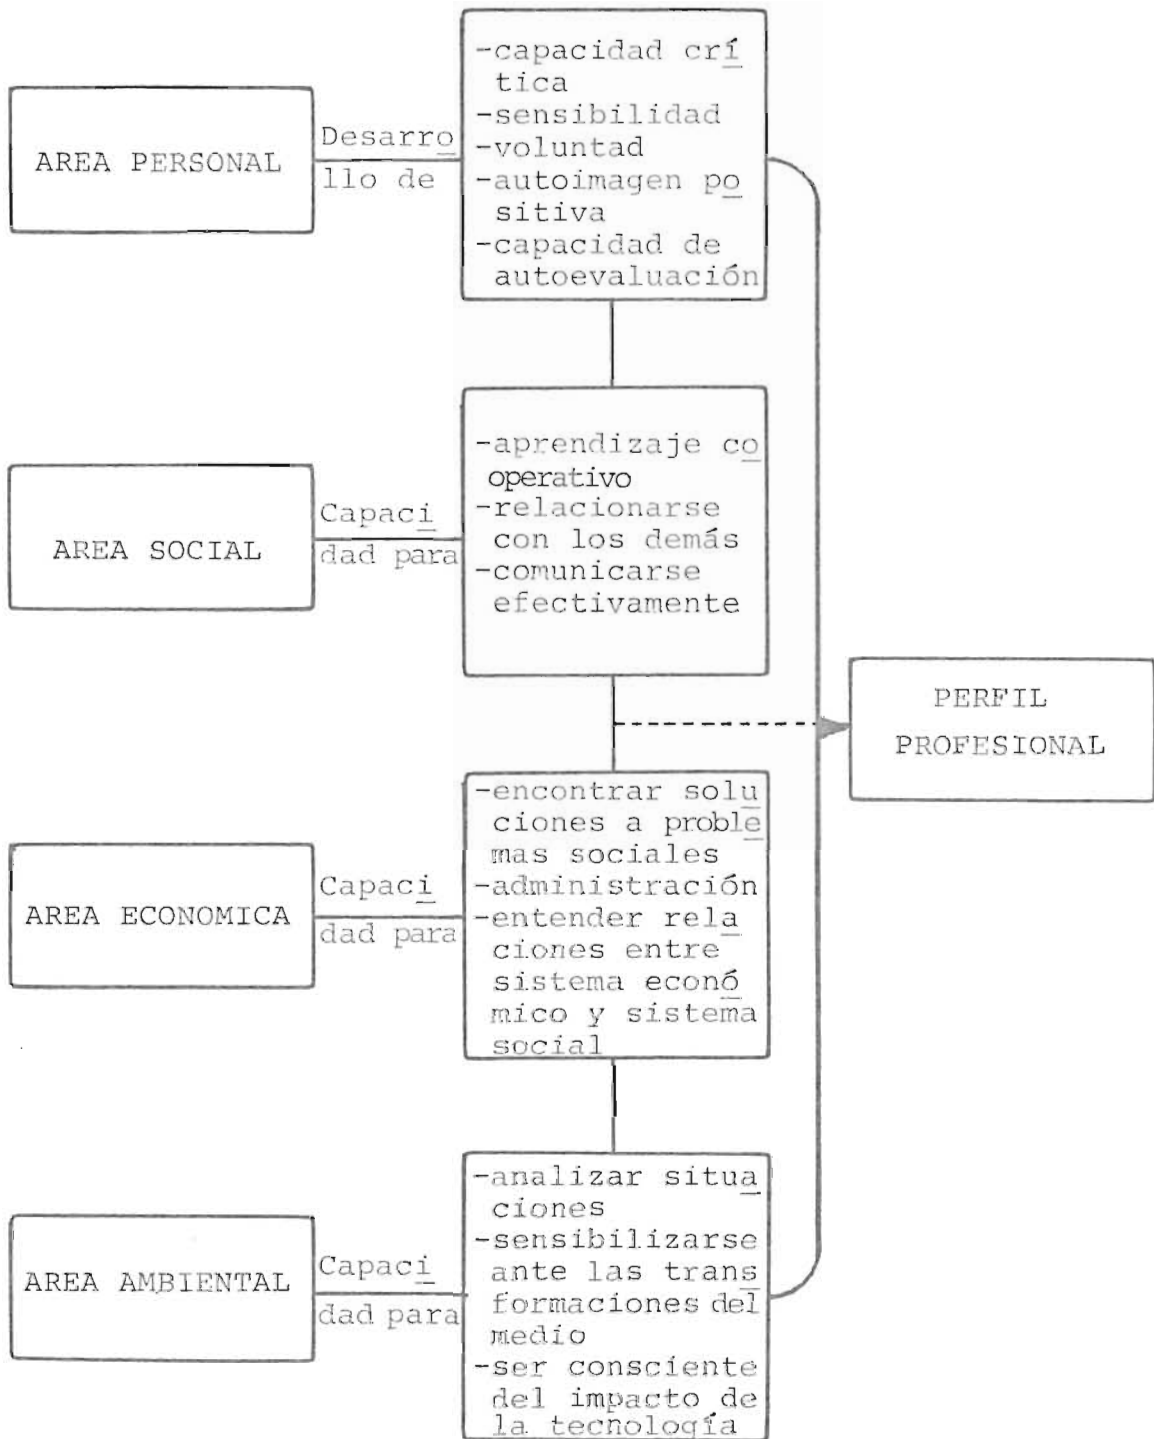 AREA PERSONAL
Desarro
llo de
-capacidad crí
tica
-sensibilidad
-voluntad
-autoimagen po
sitiva
-capacidad de
autoevaluación
AREA SOCIAL
Capaci
dad para
-aprendizaje co
operativo
-relacionarse
con los demás
-comunicarse
efectivamente
PERFIL
PROFESIONAL
AREA ECONOMICA
Capaci
dad para
-encontrar solu
ciones a proble
mas sociales
-administración
-entender rela
ciones entre
sistema econó
mico y sistema
social
AREA AMBIENTAL
Capaci
dad para
-analizar situa
ciones
-sensibilizarse
ante las trans
formaciones del
medio
-ser consciente
del impacto de
la tecnología